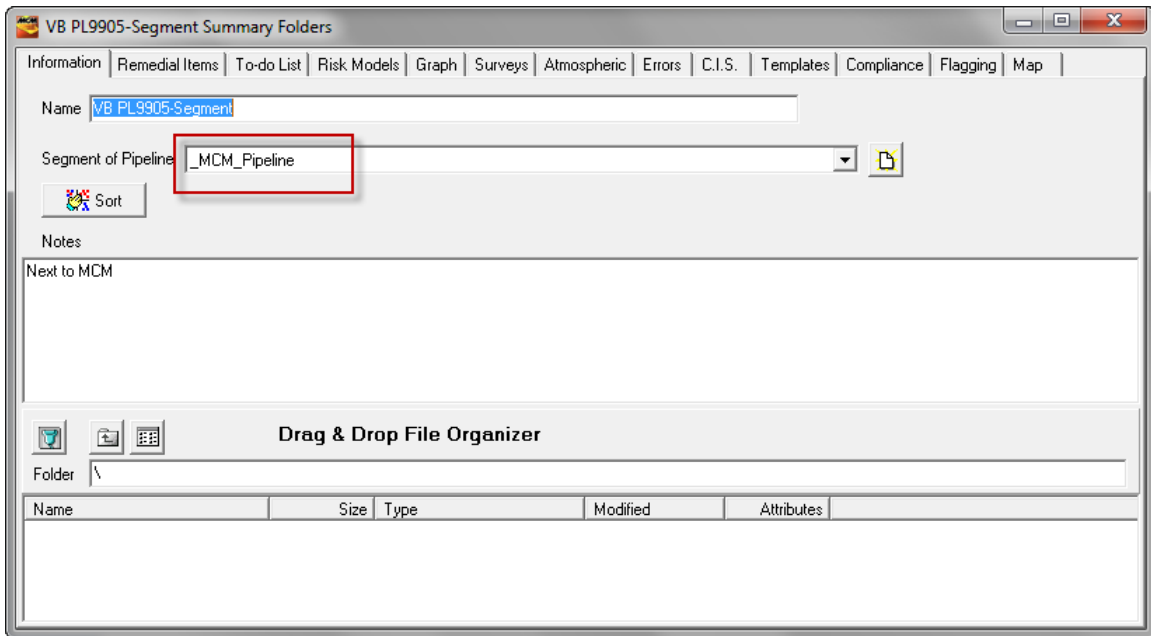 MCM VB PL9905-Segment Summary Folders
Information Remedial Items To-do List Risk Models Graph Surveys Atmospheric Errors C.I.S. Templates Compliance Flagging Map
Name VB PL9905-Segment
Segment of Pipeline _MCM_Pipeline
Sort
Notes
Next to MCM
Drag & Drop File Organizer
Folder \
Name Size Type Modified Attributes